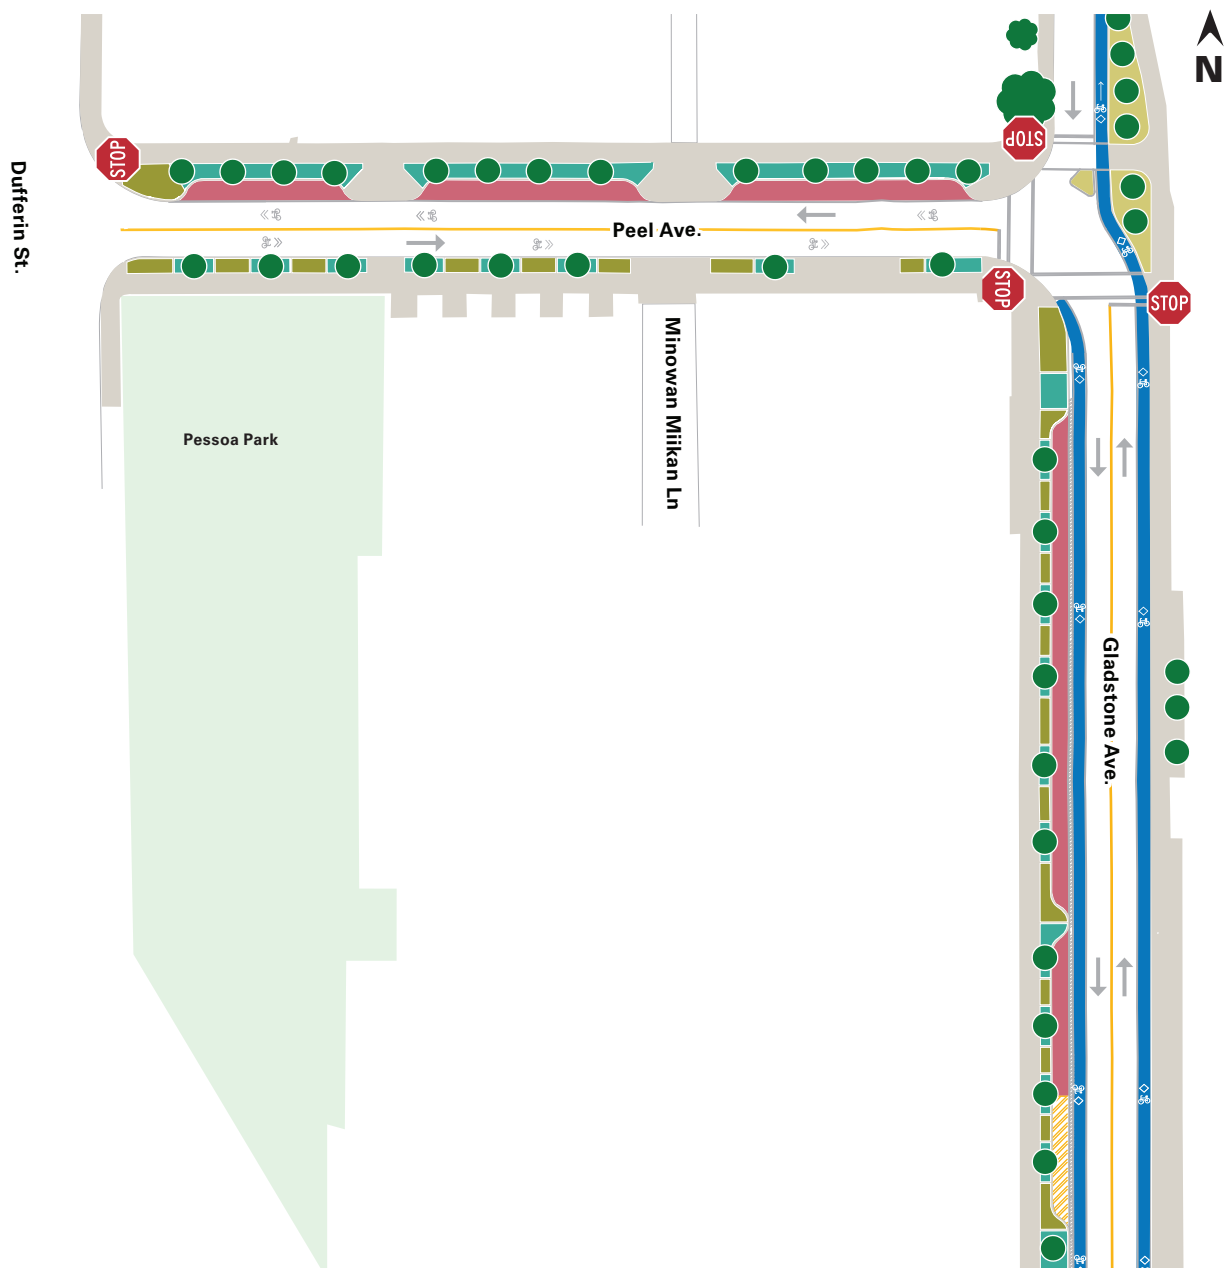 N
STOP
STOP
Dufferin St.
Peel Ave.
STOP
STOP
Minowan Miikan Ln
Pessoa Park
Gladstone Ave.